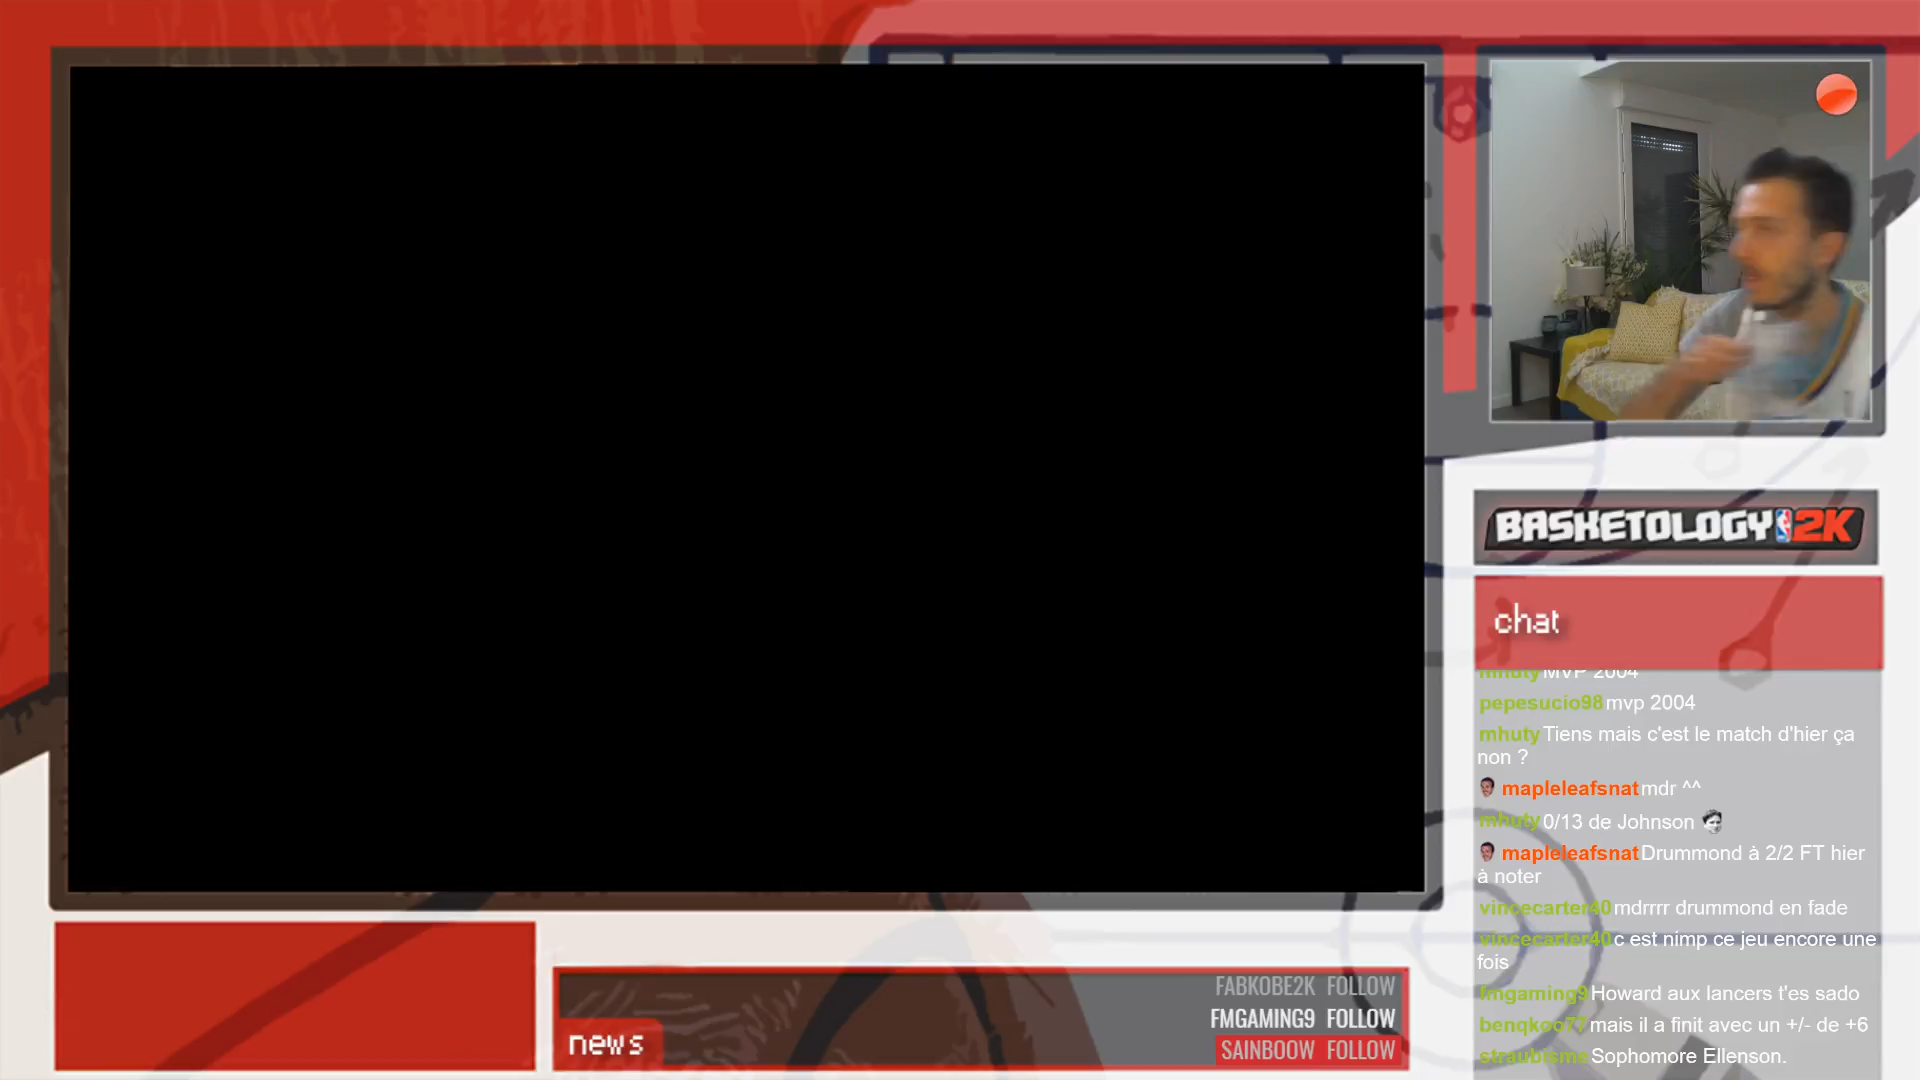 BASKETOLOGY 2K
chat
mhuty MVP 2004
pepesucio98 mvp 2004
mhuty Tiens mais c'est le match d'hier ça
non ?
mapleleafsnat mdr ^^
mhuty 0/13 de Johnson
mapleleafsnat Drummond à 2/2 FT hier
à noter
vincecarter40 mdrrrr drummond en fade
vincecarter40 c est nimp ce jeu encore une
fois
fmgaming9 Howard aux lancers t'es sado
benqkoo77 mais il a finit avec un +/- de +6
straubisme Sophomore Ellenson.
news
FABKOBE2K FOLLOW
FMGAMING9 FOLLOW
SAINBOOW FOLLOW